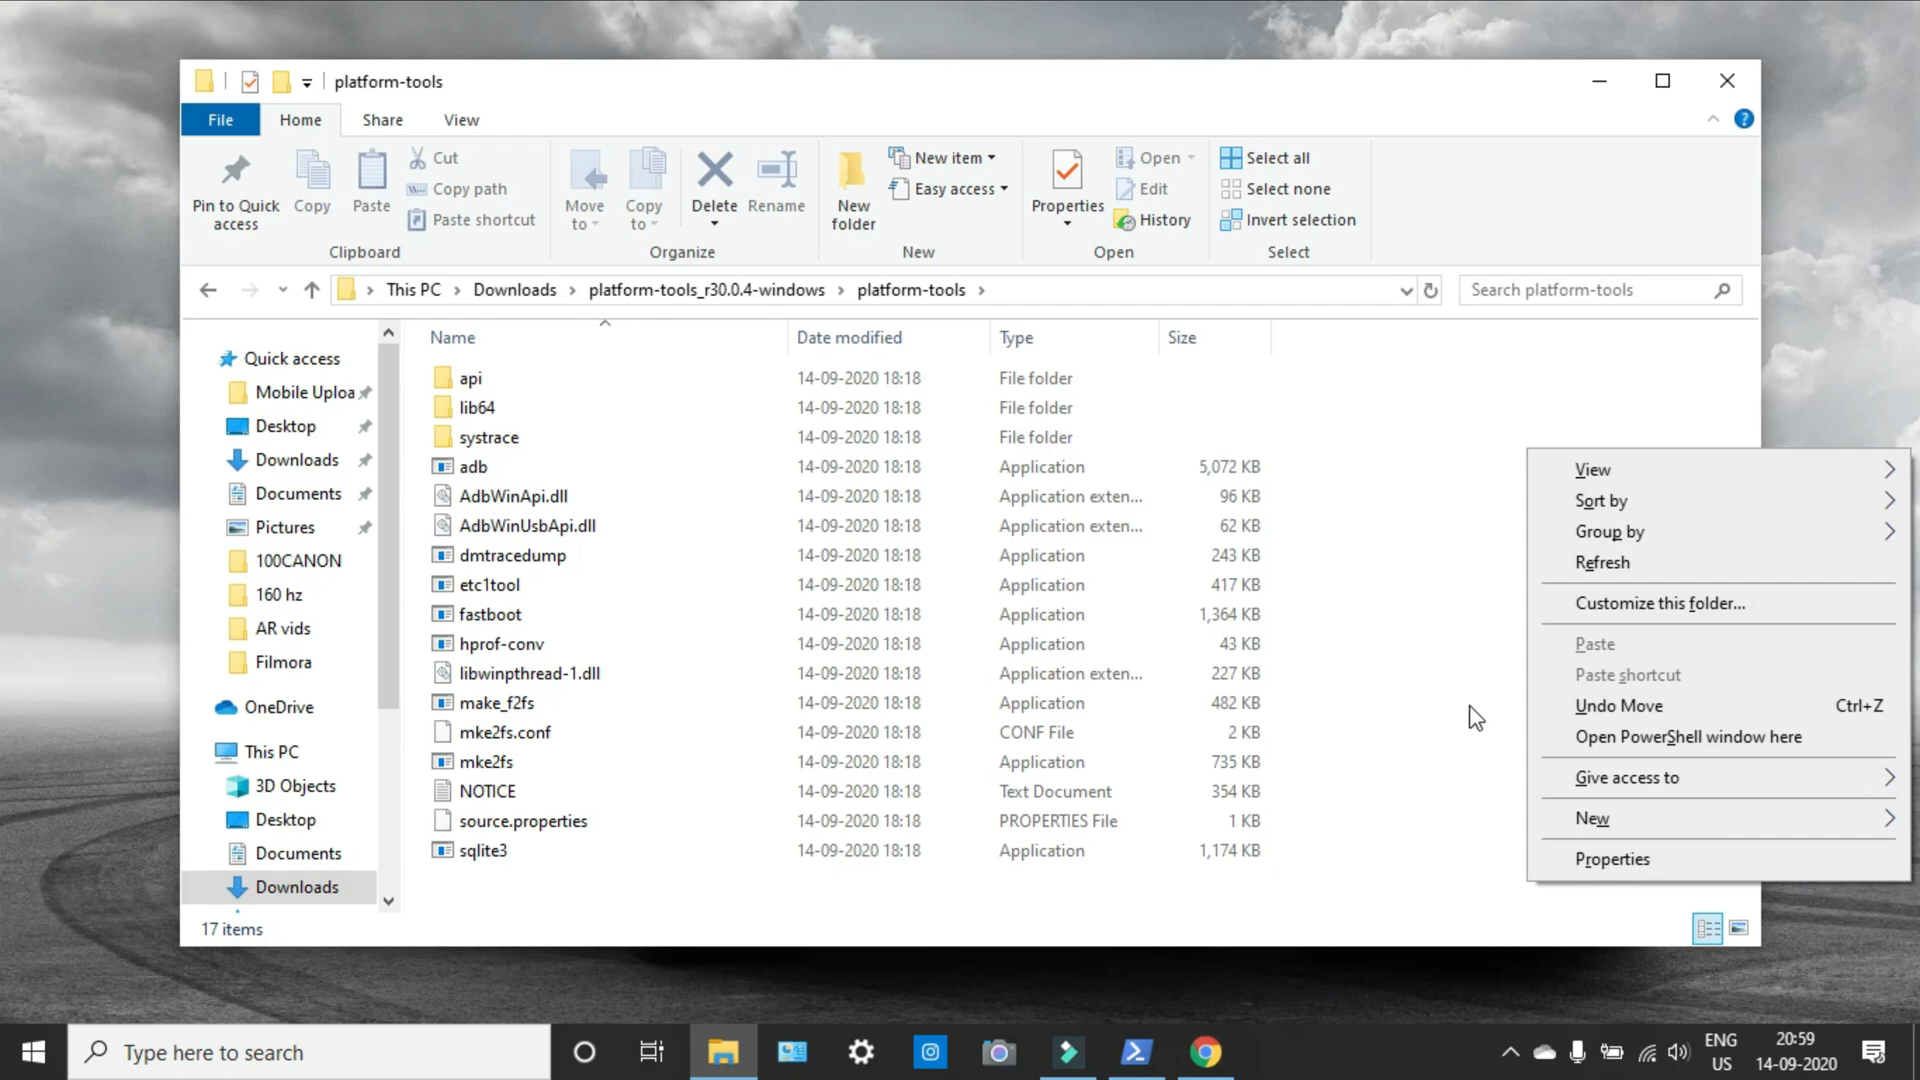 platform-tools
File Home Share View
Pin to Quick access
Copy
Paste
Cut
Copy path
Paste shortcut
Clipboard
Move to
Copy to
Delete
Rename
Organize
New folder
New item
Easy access
New
Properties
Open
Edit
History
Open
Select all
Select none
Invert selection
Select
This PC > Downloads > platform-tools_r30.0.4-windows > platform-tools >
Search platform-tools
Quick access
Mobile Uploa
Desktop
Downloads
Documents
Pictures
100CANON
160 hz
AR vids
Filmora
OneDrive
This PC
3D Objects
Desktop
Documents
Downloads
Name Date modified Type Size
api 14-09-2020 18:18 File folder
lib64 14-09-2020 18:18 File folder
systrace 14-09-2020 18:18 File folder
adb 14-09-2020 18:18 Application 5,072 KB
AdbWinApi.dll 14-09-2020 18:18 Application exten... 96 KB
AdbWinUsbApi.dll 14-09-2020 18:18 Application exten... 62 KB
dmtracedump 14-09-2020 18:18 Application 243 KB
etc1tool 14-09-2020 18:18 Application 417 KB
fastboot 14-09-2020 18:18 Application 1,364 KB
hprof-conv 14-09-2020 18:18 Application 43 KB
libwinpthread-1.dll 14-09-2020 18:18 Application exten... 227 KB
make_f2fs 14-09-2020 18:18 Application 482 KB
mke2fs.conf 14-09-2020 18:18 CONF File 2 KB
mke2fs 14-09-2020 18:18 Application 735 KB
NOTICE 14-09-2020 18:18 Text Document 354 KB
source.properties 14-09-2020 18:18 PROPERTIES File 1 KB
sqlite3 14-09-2020 18:18 Application 1,174 KB
View
Sort by
Group by
Refresh
Customize this folder...
Paste
Paste shortcut
Undo Move Ctrl+Z
Open PowerShell window here
Give access to
New
Properties
17 items
Type here to search
ENG
US
20:59
14-09-2020